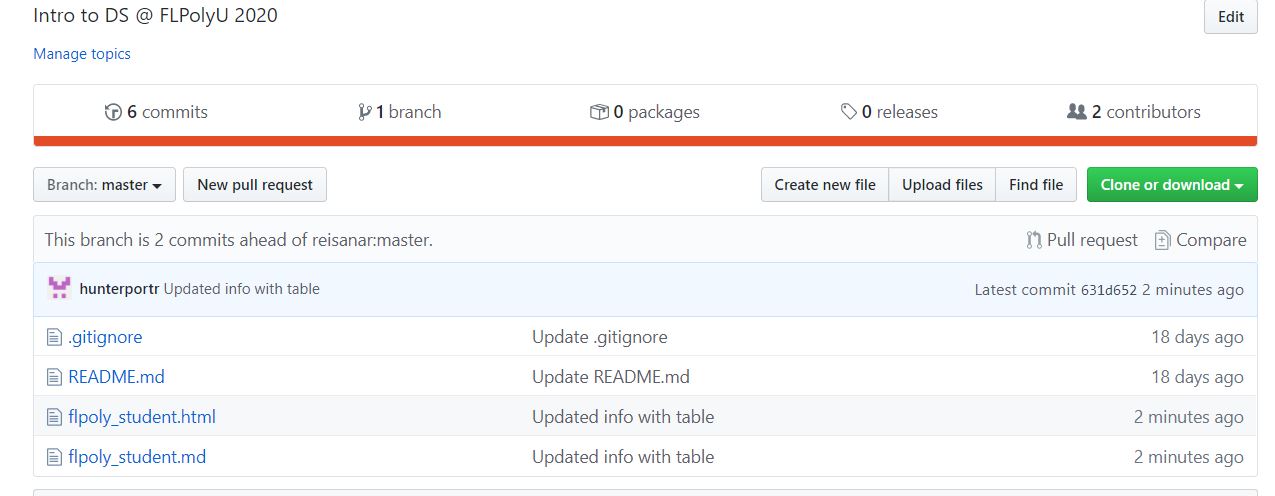 Intro to DS @ FLPolyU 2020
Edit
Manage topics
6 commits
1 branch
0 packages
0 releases
2 contributors
Branch: master
New pull request
Create new file
Upload files
Find file
Clone or download
This branch is 2 commits ahead of reisanar:master.
Pull request
Compare
hunterportr Updated info with table
Latest commit 631d652 2 minutes ago
.gitignore Update .gitignore 18 days ago
README.md Update README.md 18 days ago
flpoly_student.html Updated info with table 2 minutes ago
flpoly_student.md Updated info with table 2 minutes ago